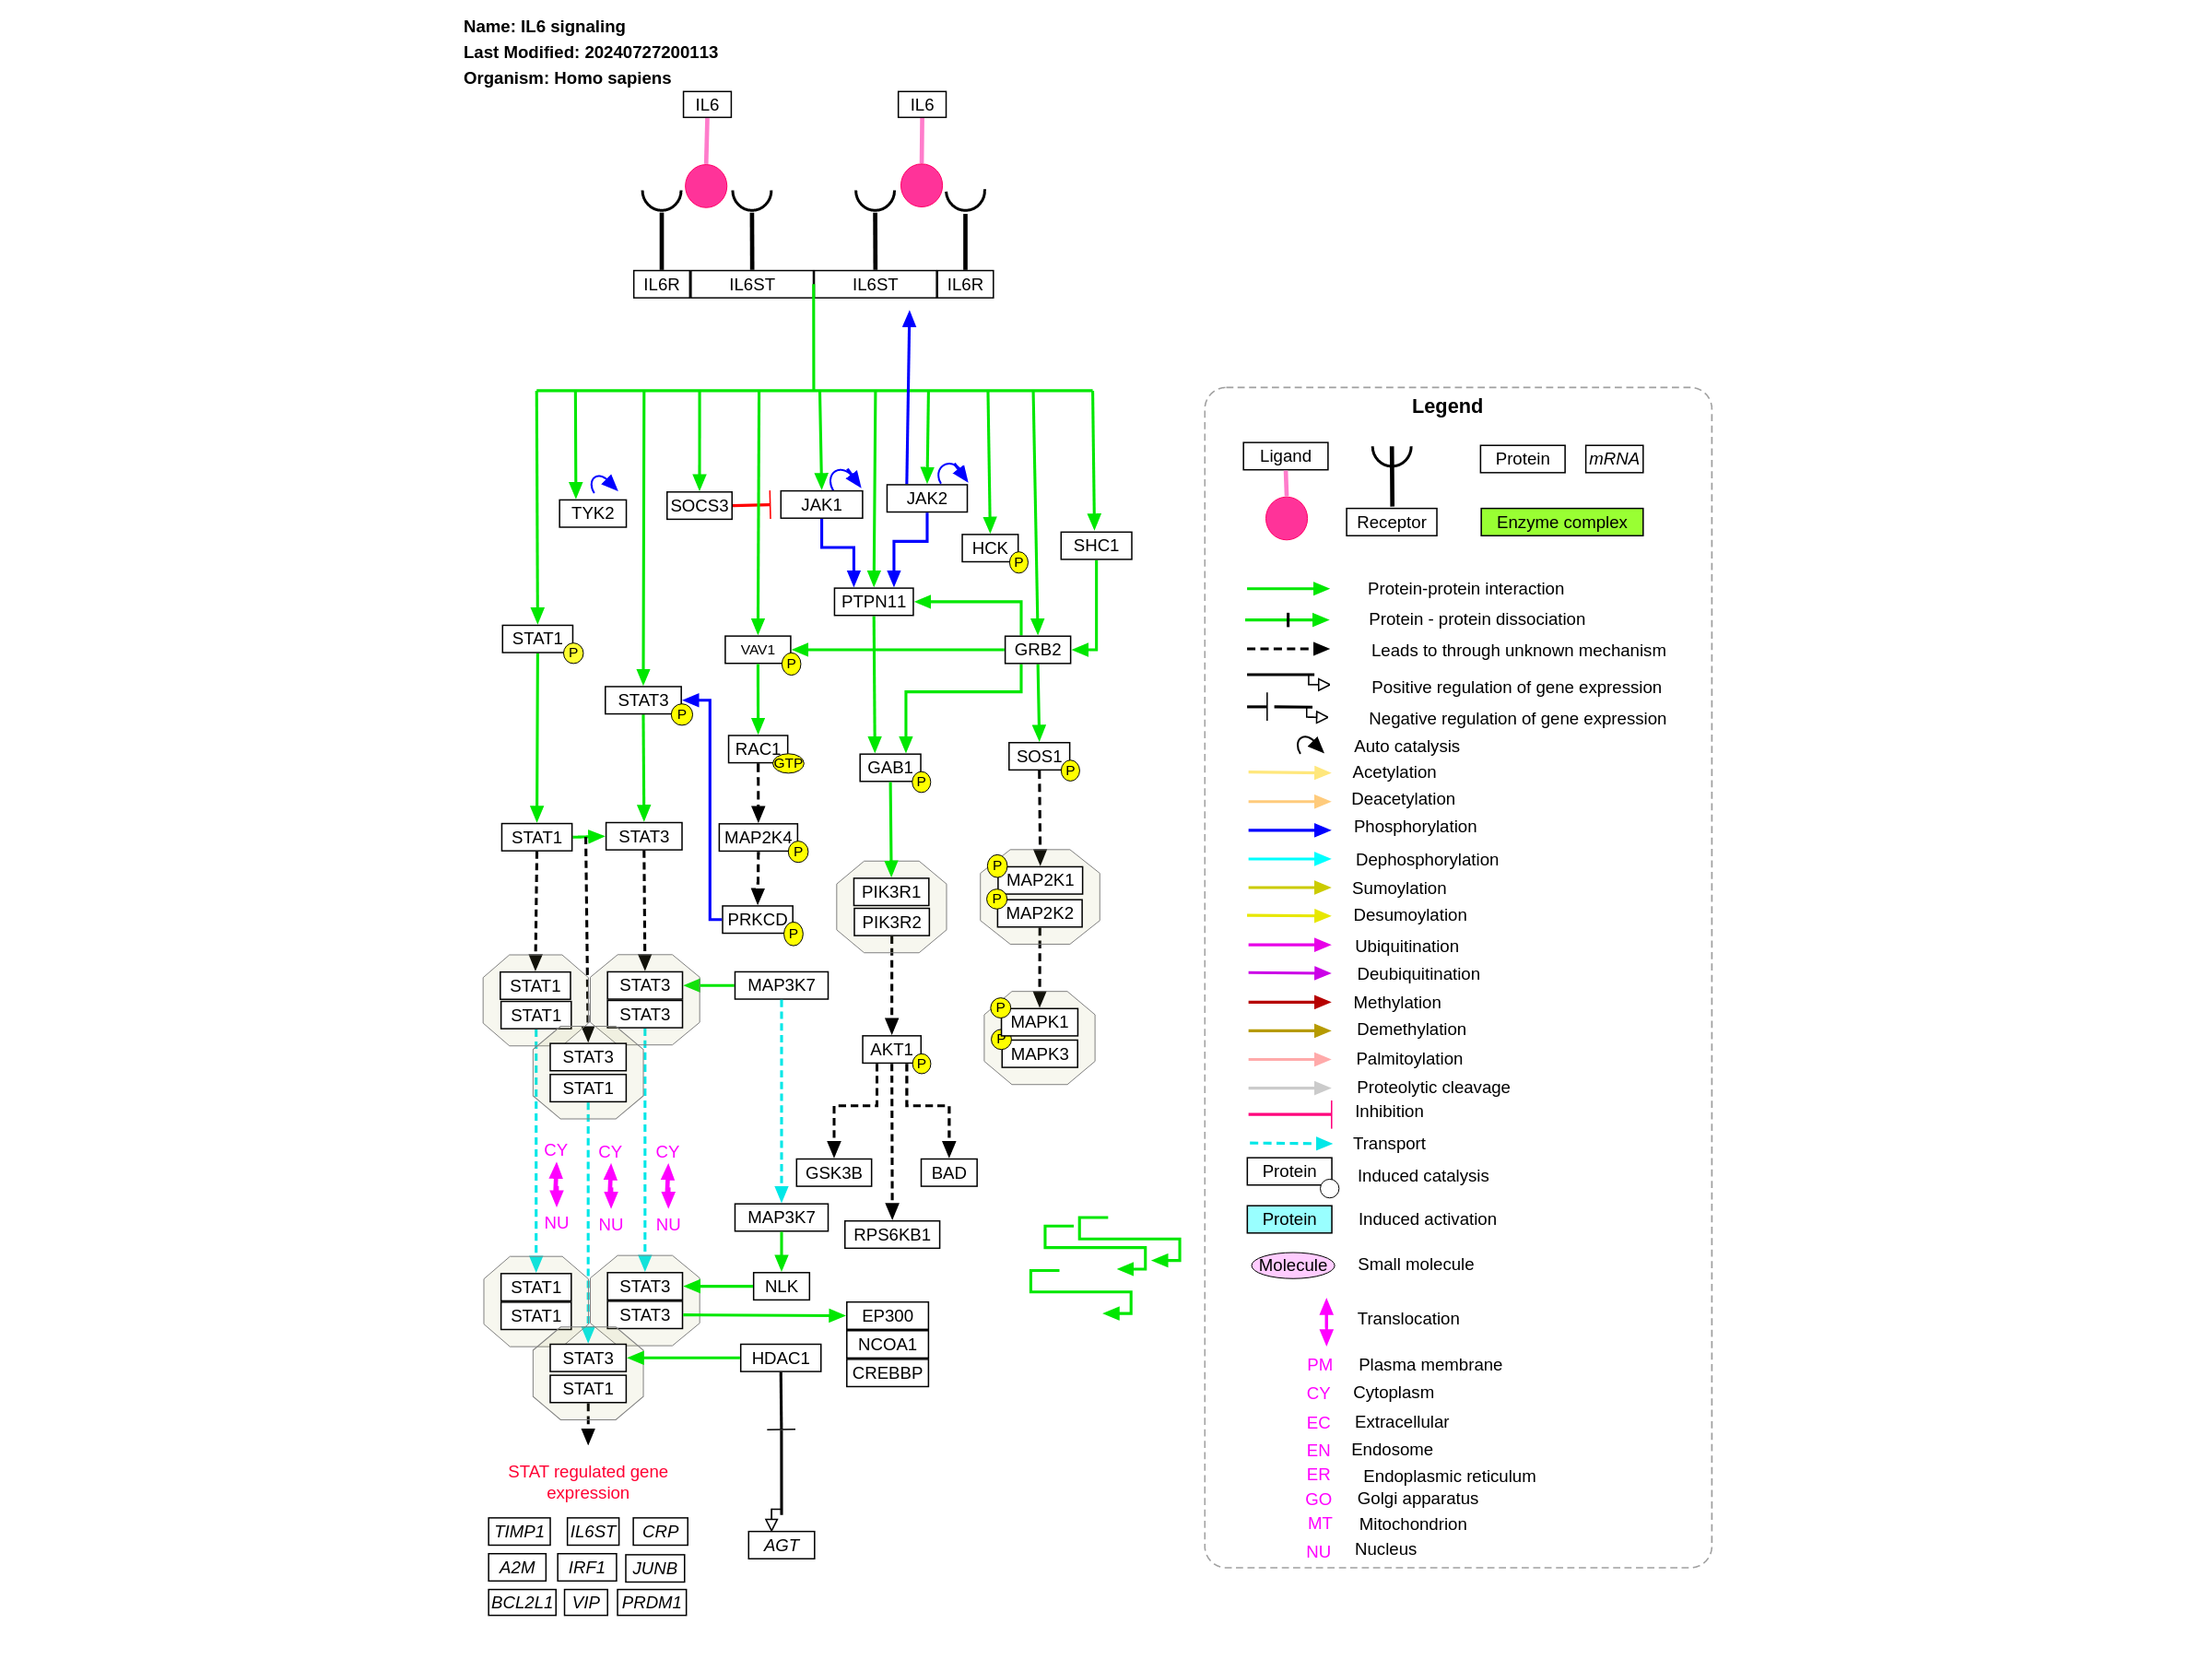 Name: IL6 signaling
Last Modified: 20240727200113
Organism: Homo sapiens
IL6
IL6
IL6R
IL6ST
IL6ST
IL6R
TYK2
SOCS3
JAK1
JAK2
HCK
P
SHC1
PTPN11
STAT1
P
VAV1
P
GRB2
STAT3
P
RAC1
GTP
GAB1
P
SOS1
P
STAT1
STAT3
MAP2K4
P
PRKCD
P
PIK3R1
PIK3R2
P
MAP2K1
P
MAP2K2
STAT1
STAT1
STAT3
STAT3
MAP3K7
STAT3
STAT1
AKT1
P
P
MAPK1
P
MAPK3
CY
CY
CY
NU
NU
NU
GSK3B
BAD
MAP3K7
RPS6KB1
STAT1
STAT1
STAT3
STAT3
NLK
STAT3
STAT1
EP300
NCOA1
CREBBP
HDAC1
STAT regulated gene
expression
TIMP1
IL6ST
CRP
A2M
IRF1
JUNB
BCL2L1
VIP
PRDM1
AGT
Legend
Ligand
Receptor
Protein
mRNA
Enzyme complex
Protein-protein interaction
Protein - protein dissociation
Leads to through unknown mechanism
Positive regulation of gene expression
Negative regulation of gene expression
Auto catalysis
Acetylation
Deacetylation
Phosphorylation
Dephosphorylation
Sumoylation
Desumoylation
Ubiquitination
Deubiquitination
Methylation
Demethylation
Palmitoylation
Proteolytic cleavage
Inhibition
Transport
Protein Induced catalysis
Protein Induced activation
Molecule Small molecule
Translocation
PM Plasma membrane
CY Cytoplasm
EC Extracellular
EN Endosome
ER Endoplasmic reticulum
GO Golgi apparatus
MT Mitochondrion
NU Nucleus